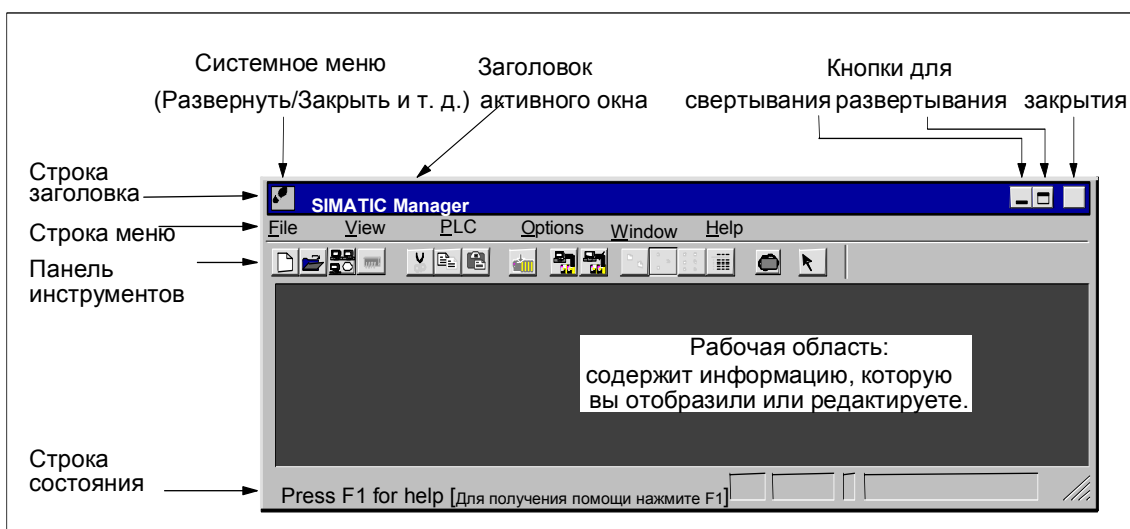 Системное меню
(Развернуть/Закрыть и т. д.)
Заголовок
активного окна
Кнопки для
свертывания развертывания закрытия
Строка
заголовка
SIMATIC Manager
Строка меню
File View PLC Options Window Help
Панель
инструментов
Рабочая область:
содержит информацию, которую
вы отобразили или редактируете.
Строка
состояния
Press F1 for help [Для получения помощи нажмите F1]